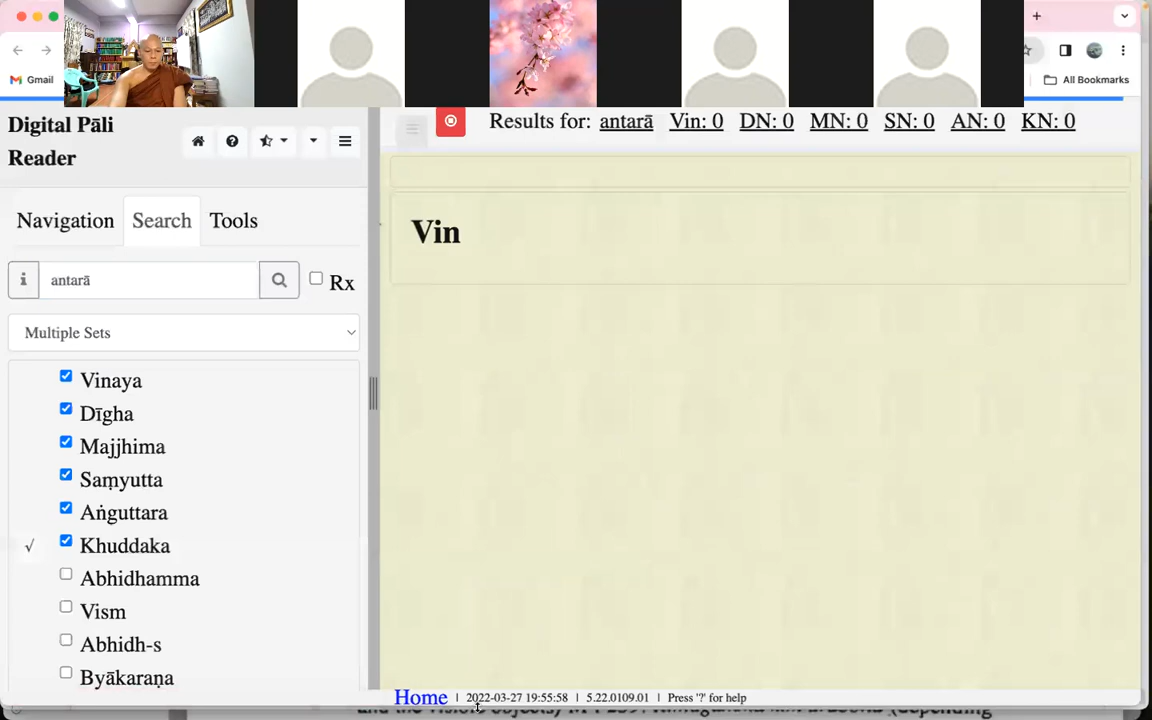 Gmail
All Bookmarks
Digital Pāli
Reader
Results for: antarā Vin: 0 DN: 0 MN: 0 SN: 0 AN: 0 KN: 0
Navigation Search Tools
Vin
antarā
Rx
Multiple Sets
Vinaya
Dīgha
Majjhima
Saṃyutta
Aṅguttara
√ Khuddaka
Abhidhamma
Vism
Abhidh-s
Byākaraṇa
Home | 2022-03-27 19:55:58 | 5.22.0109.01 | Press '?' for help
(depending